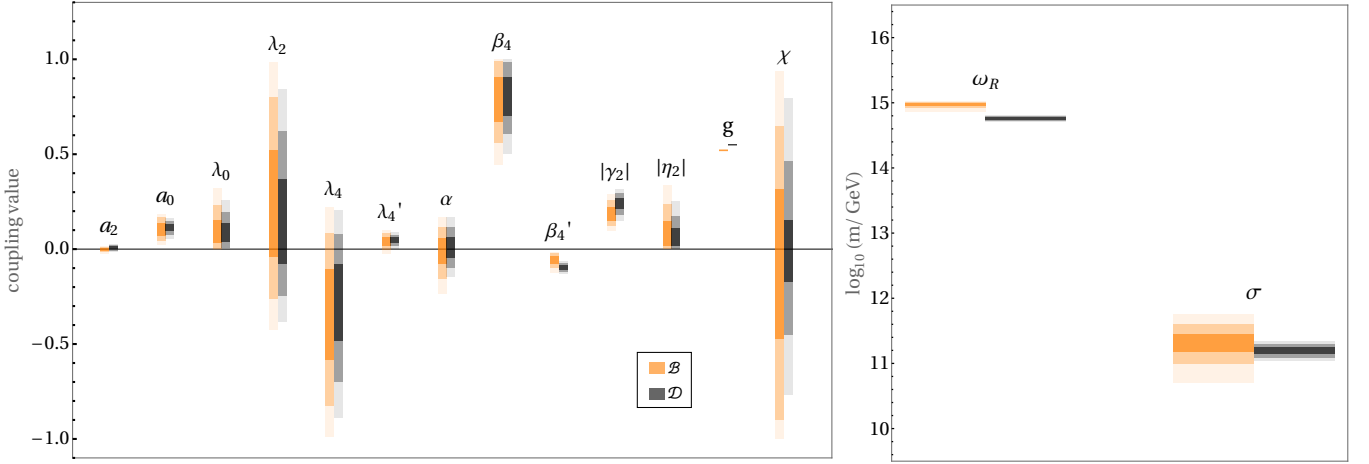 coupling value
1.0
0.5
0.0
−0.5
−1.0
a₂
a₀
λ₀
λ₂
λ₄
λ₄'
α
β₄
β₄'
|γ₂|
|η₂|
g
χ
ℬ
𝒟
log₁₀ (m/ GeV)
16
15
14
13
12
11
10
ω_R
σ